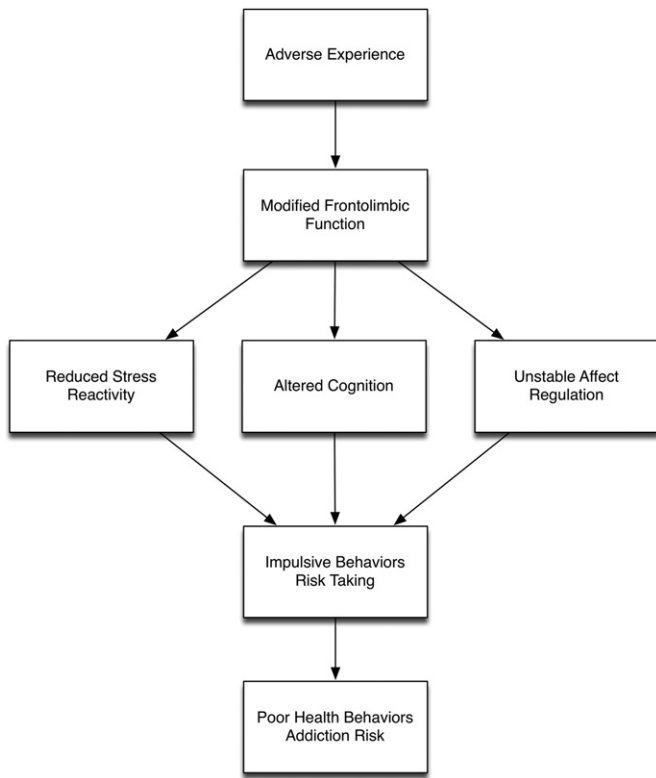 Adverse Experience
Modified Frontolimbic
Function
Reduced Stress
Reactivity
Altered Cognition
Unstable Affect
Regulation
Impulsive Behaviors
Risk Taking
Poor Health Behaviors
Addiction Risk